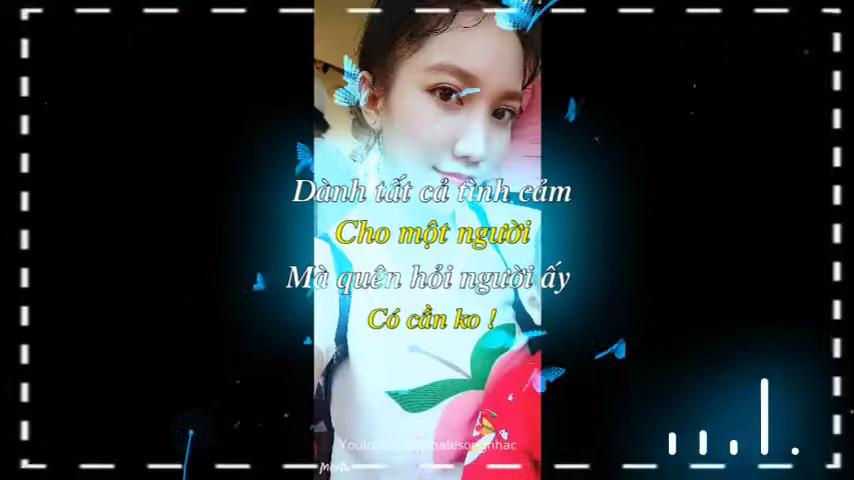 Dành tất cả tình cảm
Cho một người
Mà quên hỏi người ấy
Có cần ko !